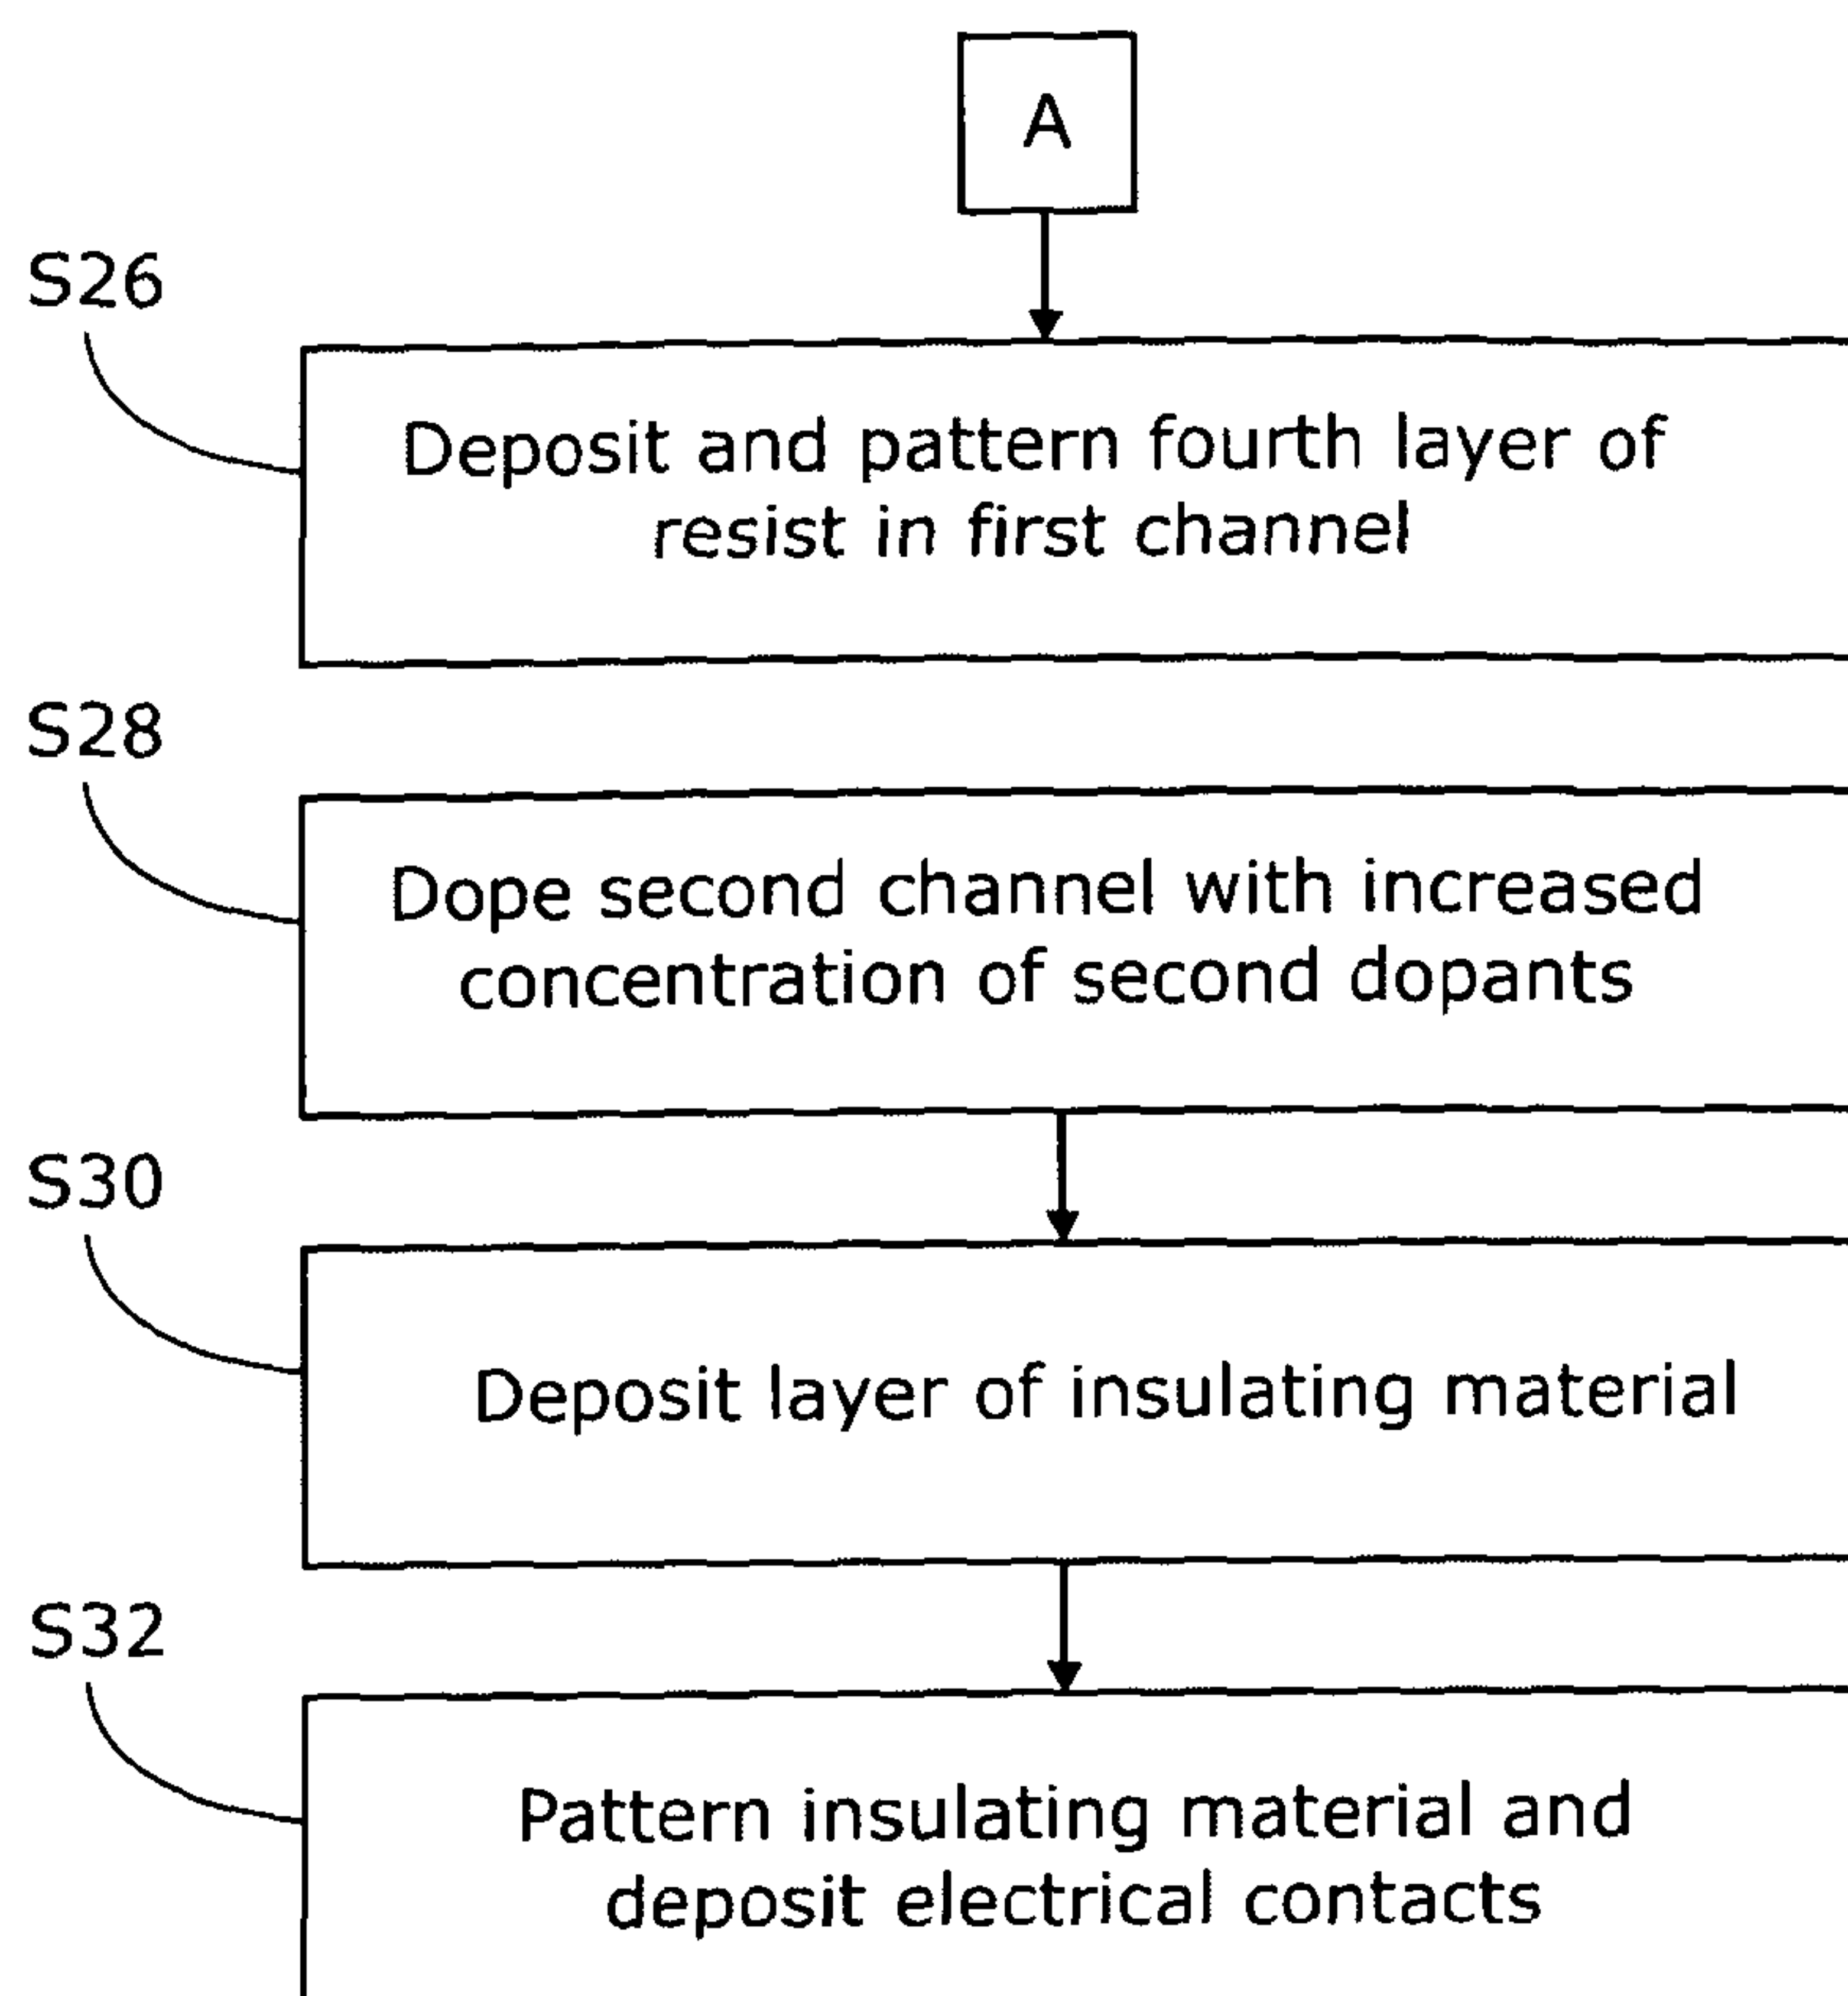 A
S26
Deposit and pattern fourth layer of
resist in first channel
S28
Dope second channel with increased
concentration of second dopants
S30
Deposit layer of insulating material
S32
Pattern insulating material and
deposit electrical contacts